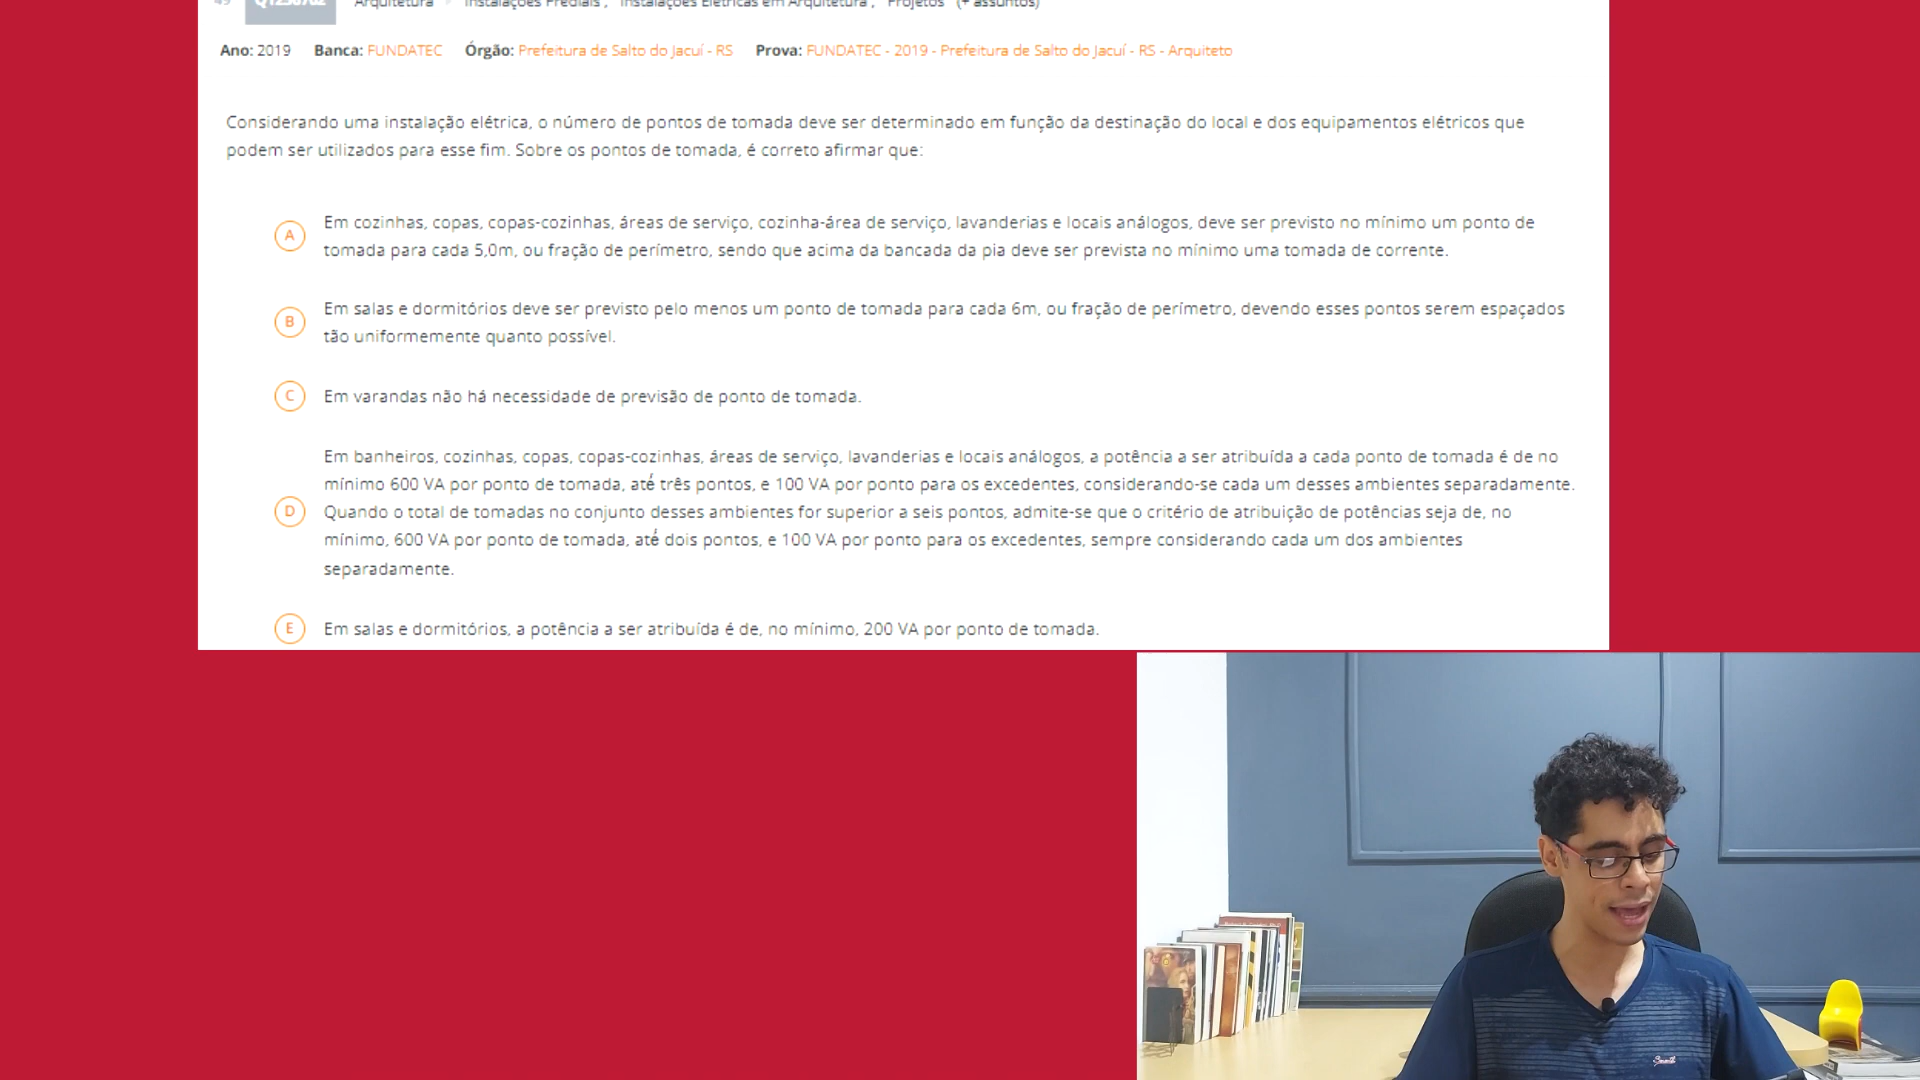 49 Q1236702 Arquitetura Instalações Prediais , Instalações Elétricas em Arquitetura , Projetos (+ assuntos)
Ano: 2019 Banca: FUNDATEC Órgão: Prefeitura de Salto do Jacuí - RS Prova: FUNDATEC - 2019 - Prefeitura de Salto do Jacuí - RS - Arquiteto
Considerando uma instalação elétrica, o número de pontos de tomada deve ser determinado em função da destinação do local e dos equipamentos elétricos que
podem ser utilizados para esse fim. Sobre os pontos de tomada, é correto afirmar que:
A Em cozinhas, copas, copas-cozinhas, áreas de serviço, cozinha-área de serviço, lavanderias e locais análogos, deve ser previsto no mínimo um ponto de
tomada para cada 5,0m, ou fração de perímetro, sendo que acima da bancada da pia deve ser prevista no mínimo uma tomada de corrente.
B Em salas e dormitórios deve ser previsto pelo menos um ponto de tomada para cada 6m, ou fração de perímetro, devendo esses pontos serem espaçados
tão uniformemente quanto possível.
C Em varandas não há necessidade de previsão de ponto de tomada.
Em banheiros, cozinhas, copas, copas-cozinhas, áreas de serviço, lavanderias e locais análogos, a potência a ser atribuída a cada ponto de tomada é de no
mínimo 600 VA por ponto de tomada, até três pontos, e 100 VA por ponto para os excedentes, considerando-se cada um desses ambientes separadamente.
D Quando o total de tomadas no conjunto desses ambientes for superior a seis pontos, admite-se que o critério de atribuição de potências seja de, no
mínimo, 600 VA por ponto de tomada, até dois pontos, e 100 VA por ponto para os excedentes, sempre considerando cada um dos ambientes
separadamente.
E Em salas e dormitórios, a potência a ser atribuída é de, no mínimo, 200 VA por ponto de tomada.